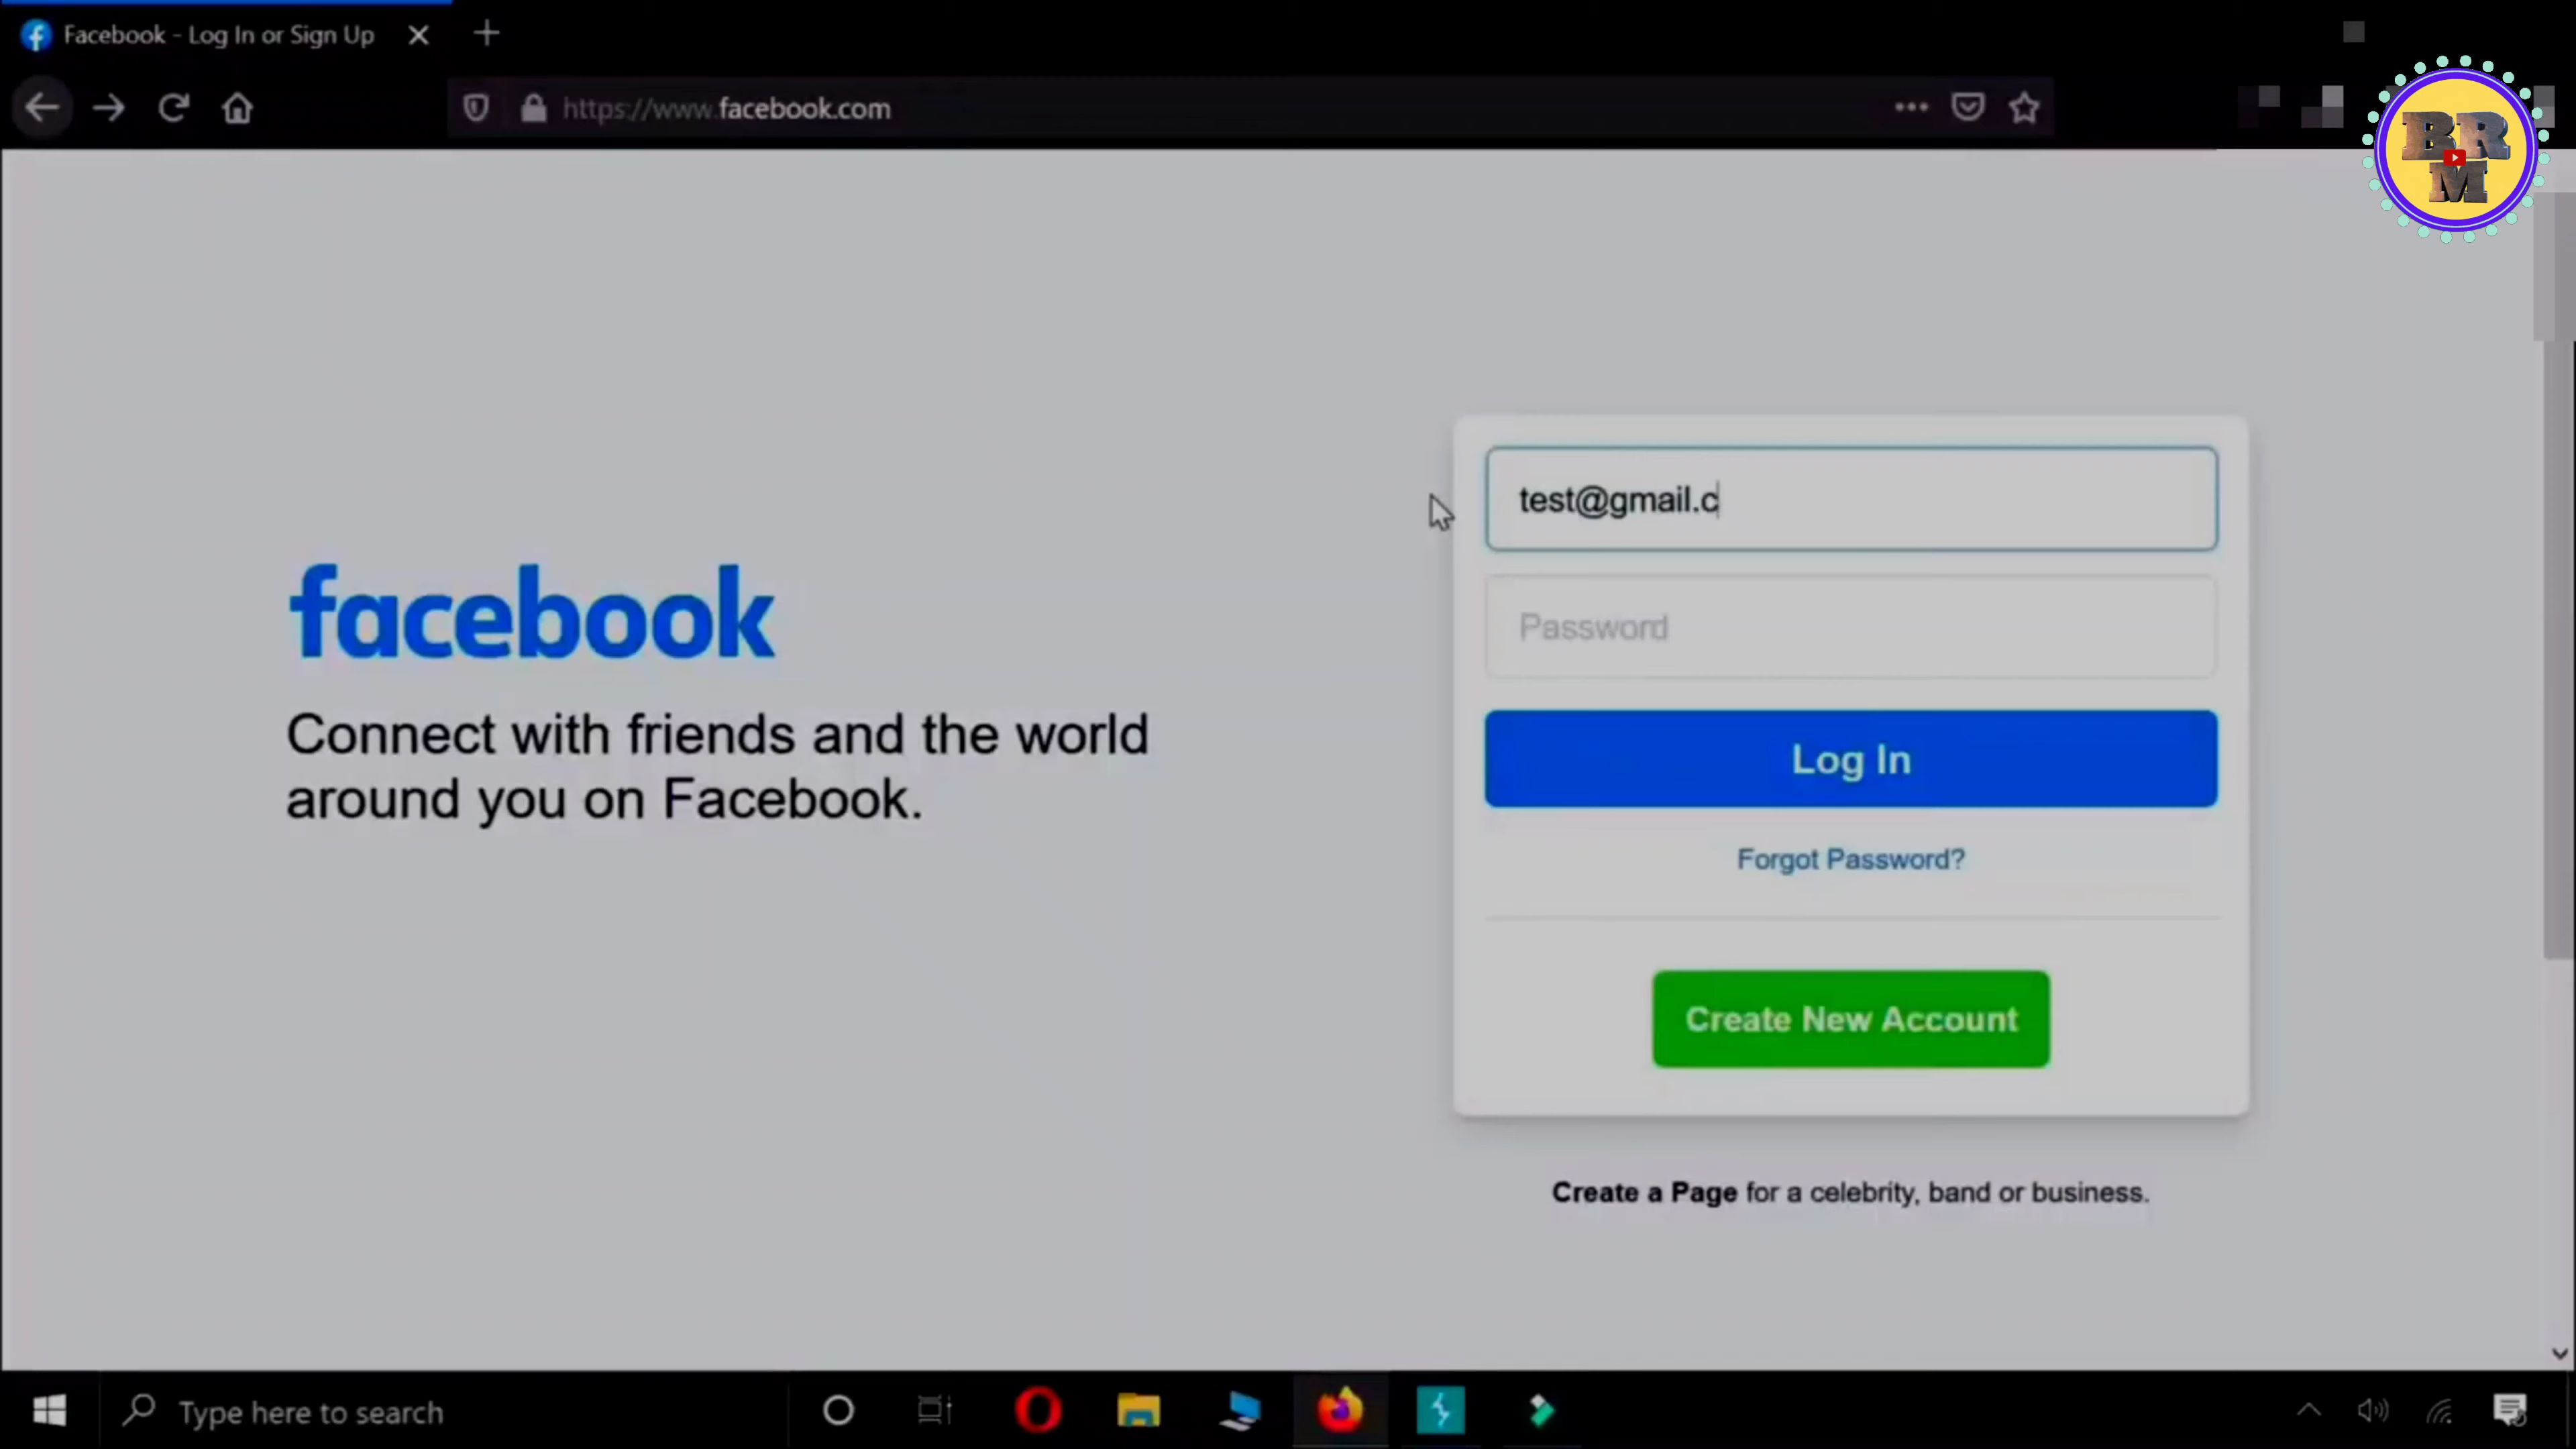 Facebook - Log In or Sign Up
https://www.facebook.com
BR
M
test@gmail.c
Password
Log In
Forgot Password?
Create New Account
facebook
Connect with friends and the world
around you on Facebook.
Create a Page for a celebrity, band or business.
Type here to search